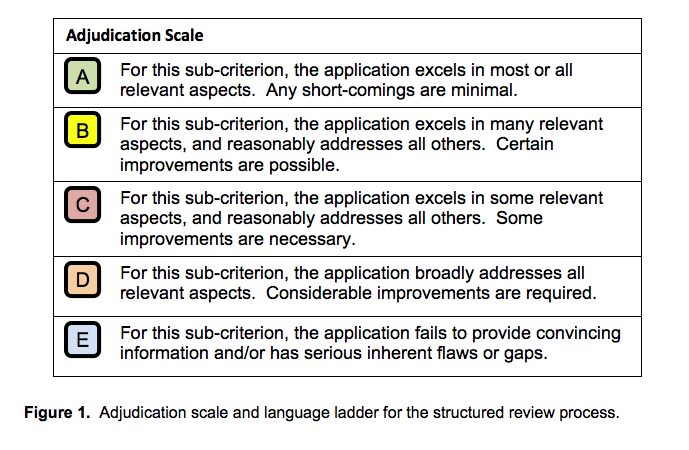 Adjudication Scale
A
For this sub-criterion, the application excels in most or all
relevant aspects.  Any short-comings are minimal.
B
For this sub-criterion, the application excels in many relevant
aspects, and reasonably addresses all others.  Certain
improvements are possible.
C
For this sub-criterion, the application excels in some relevant
aspects, and reasonably addresses all others.  Some
improvements are necessary.
D
For this sub-criterion, the application broadly addresses all
relevant aspects.  Considerable improvements are required.
E
For this sub-criterion, the application fails to provide convincing
information and/or has serious inherent flaws or gaps.
Figure 1.  Adjudication scale and language ladder for the structured review process.